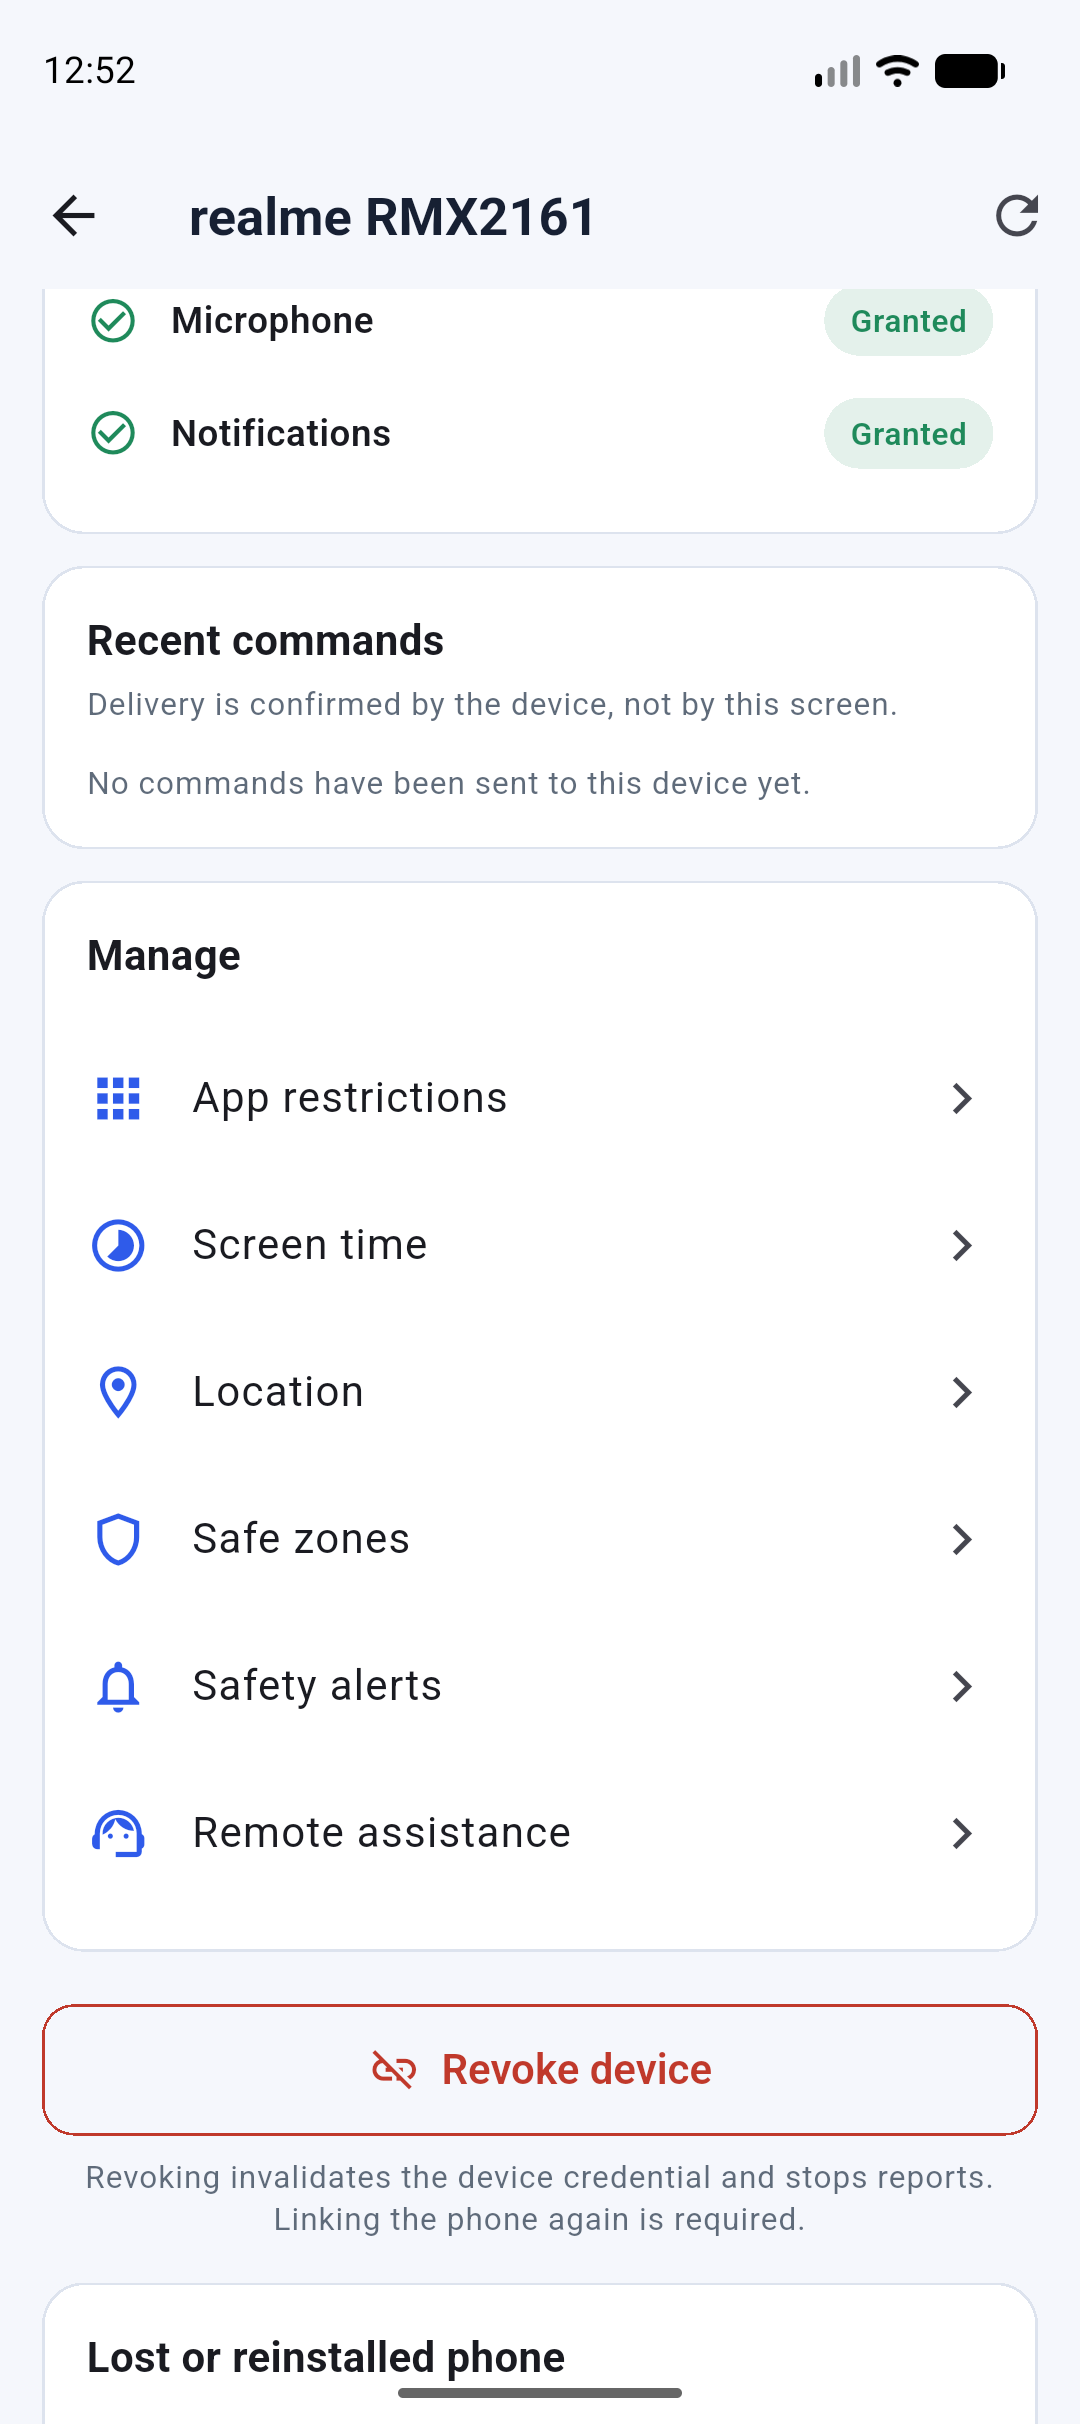 12:52
realme RMX2161
Microphone
Granted
Notifications
Granted
Recent commands
Delivery is confirmed by the device, not by this screen.
No commands have been sent to this device yet.
Manage
App restrictions
Screen time
Location
Safe zones
Safety alerts
Remote assistance
Revoke device
Revoking invalidates the device credential and stops reports.
Linking the phone again is required.
Lost or reinstalled phone